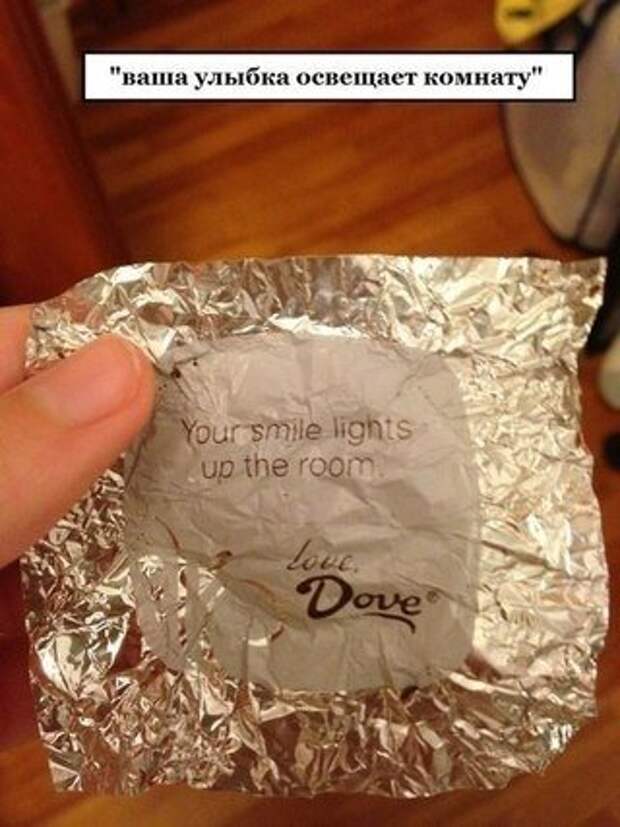 "ваша улыбка освещает комнату"
Your smile lights
up the room.
Love,
Dove®